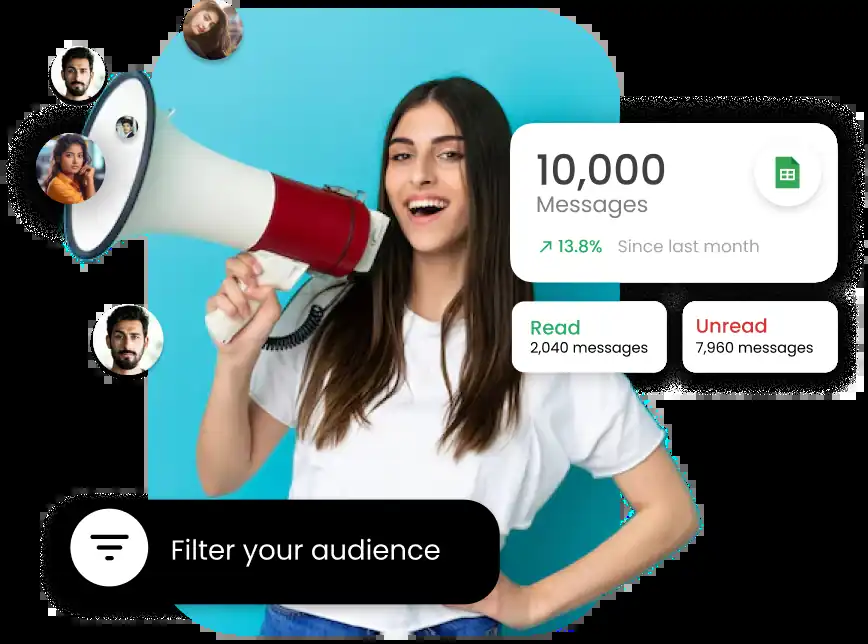 10,000
Messages
13.8% Since last month
Read
2,040 messages
Unread
7,960 messages
Filter your audience